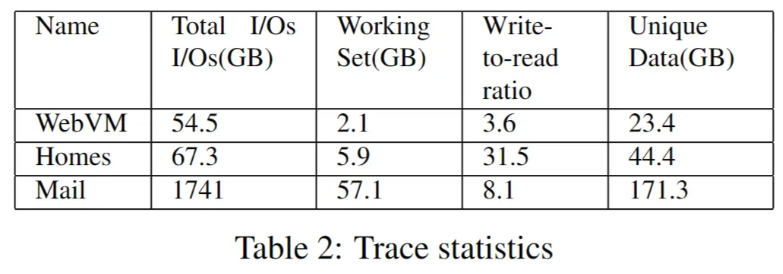 Name Total I/Os Working Write- Unique
I/Os(GB) Set(GB) to-read Data(GB)
ratio
WebVM 54.5 2.1 3.6 23.4
Homes 67.3 5.9 31.5 44.4
Mail 1741 57.1 8.1 171.3
Table 2: Trace statistics